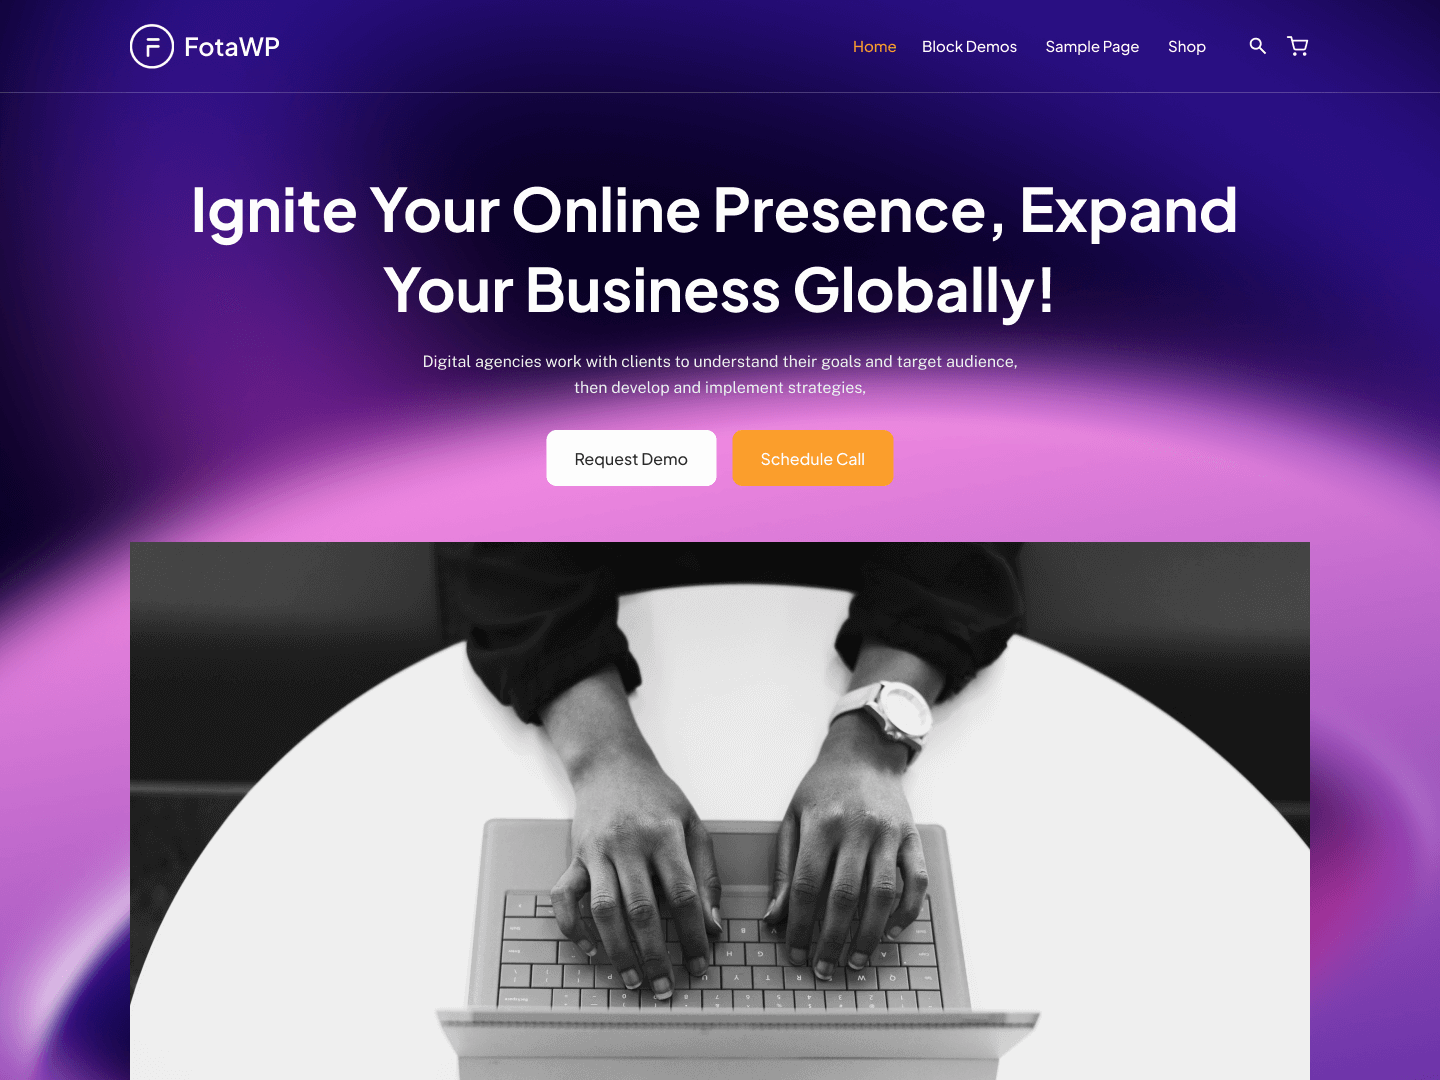 FotaWP
Home Block Demos Sample Page Shop
Ignite Your Online Presence, Expand
Your Business Globally!
Digital agencies work with clients to understand their goals and target audience,
then develop and implement strategies,
Request Demo Schedule Call